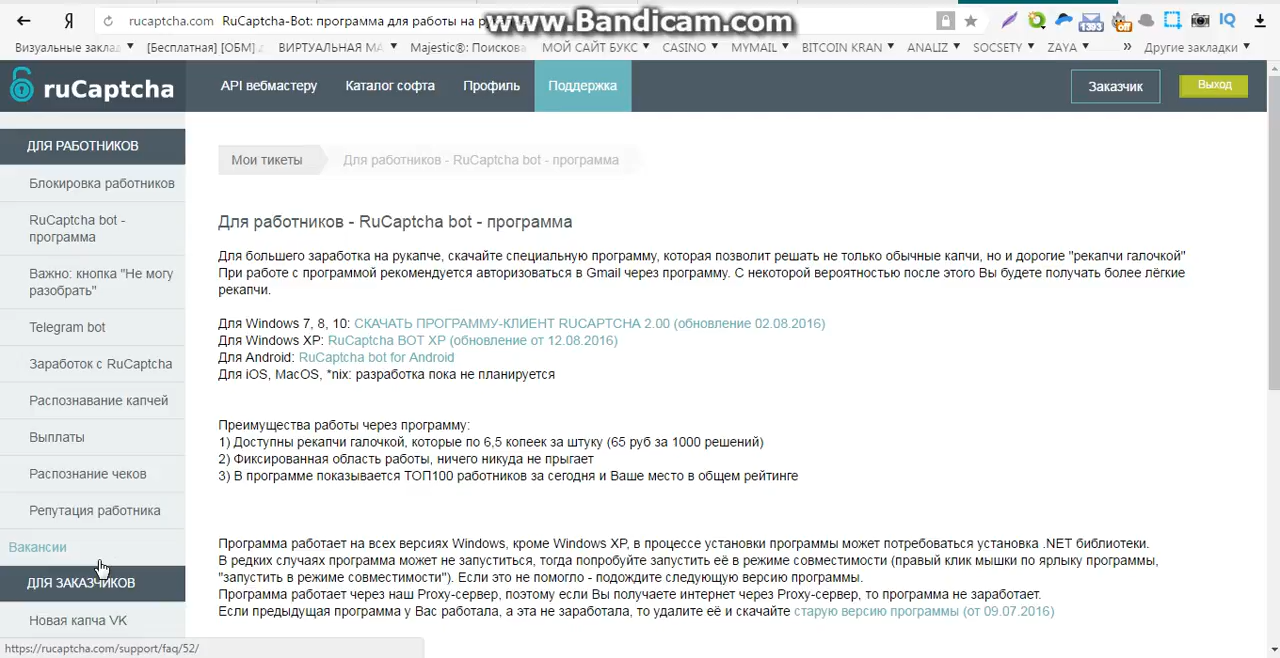 Я rucaptcha.com RuCaptcha-Bot: программа для работы на
www.Bandicam.com
Визуальные заклад [Бесплатная] [ОБМ] ВИРТУАЛЬНАЯ МА Majestic®: Поискова МОЙ САЙТ БУКС CASINO MYMAIL BITCOIN KRAN ANALIZ SOCSETY ZAYA » Другие закладки
ruCaptcha API вебмастеру Каталог софта Профиль Поддержка Заказчик Выход
ДЛЯ РАБОТНИКОВ
Блокировка работников
RuCaptcha bot -
программа
Важно: кнопка "Не могу
разобрать"
Telegram bot
Заработок с RuCaptcha
Распознавание капчей
Выплаты
Распознание чеков
Репутация работника
Вакансии
ДЛЯ ЗАКАЗЧИКОВ
Новая капча VK
https://rucaptcha.com/support/faq/52/
Мои тикеты Для работников - RuCaptcha bot - программа
Для работников - RuCaptcha bot - программа
Для большего заработка на рукапче, скачайте специальную программу, которая позволит решать не только обычные капчи, но и дорогие "рекапчи галочкой"
При работе с программой рекомендуется авторизоваться в Gmail через программу. С некоторой вероятностью после этого Вы будете получать более лёгкие
рекапчи.
Для Windows 7, 8, 10: СКАЧАТЬ ПРОГРАММУ-КЛИЕНТ RUCAPTCHA 2.00 (обновление 02.08.2016)
Для Windows XP: RuCaptcha BOT XP (обновление от 12.08.2016)
Для Android: RuCaptcha bot for Android
Для iOS, MacOS, *nix: разработка пока не планируется
Преимущества работы через программу:
1) Доступны рекапчи галочкой, которые по 6,5 копеек за штуку (65 руб за 1000 решений)
2) Фиксированная область работы, ничего никуда не прыгает
3) В программе показывается ТОП100 работников за сегодня и Ваше место в общем рейтинге
Программа работает на всех версиях Windows, кроме Windows XP, в процессе установки программы может потребоваться установка .NET библиотеки.
В редких случаях программа может не запуститься, тогда попробуйте запустить её в режиме совместимости (правый клик мышки по ярлыку программы,
"запустить в режиме совместимости"). Если это не помогло - подождите следующую версию программы.
Программа работает через наш Proxy-сервер, поэтому если Вы получаете интернет через Proxy-сервер, то программа не заработает.
Если предыдущая программа у Вас работала, а эта не заработала, то удалите её и скачайте старую версию программы (от 09.07.2016)